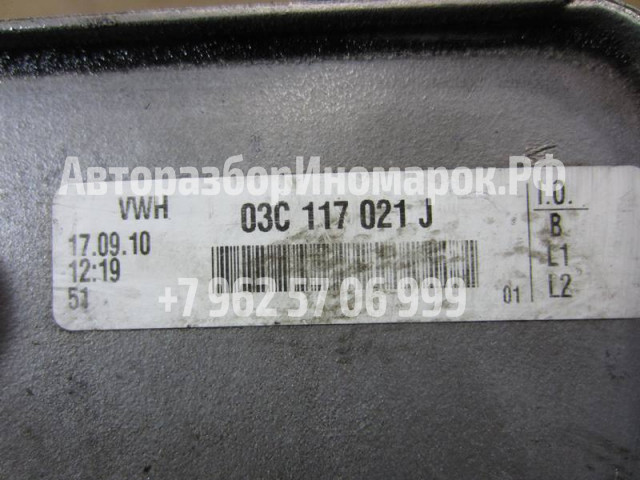 АвторазборИномарок.РФ
VWH
03C 117 021 J
I.O.
17.09.10
B
12:19
L1
51
+7 962 57 06 999
01
L2